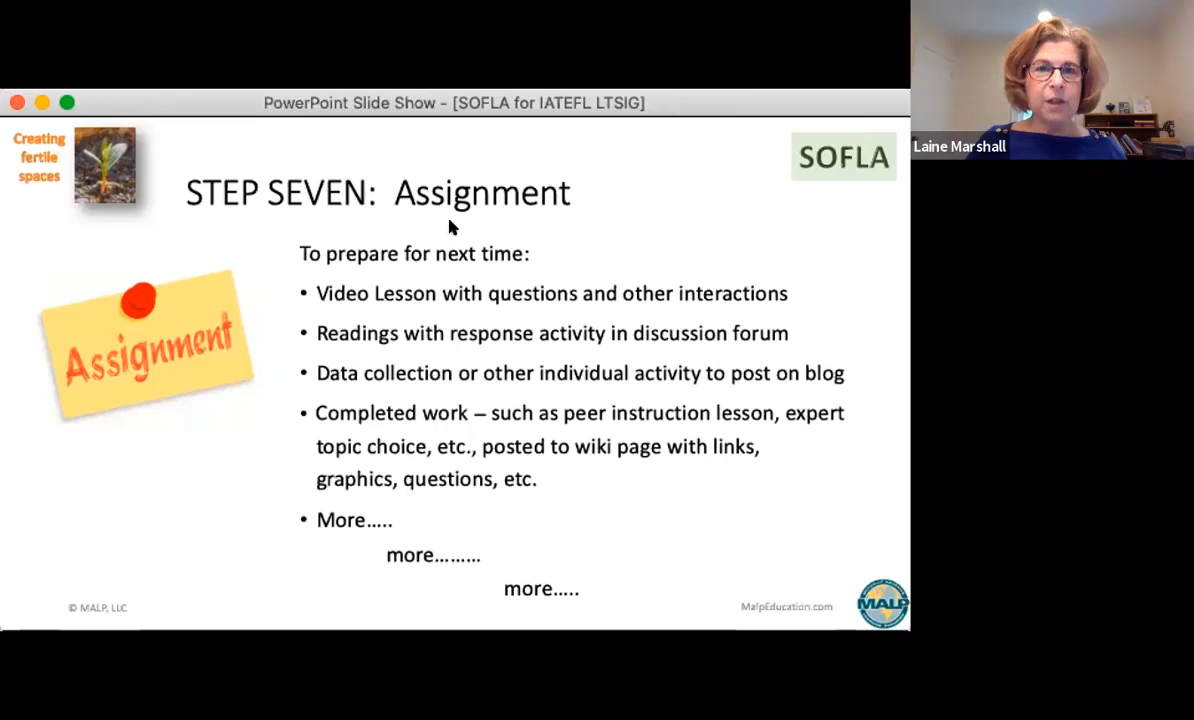 PowerPoint Slide Show - [SOFLA for IATEFL LTSIG]
Laine Marshall
Creating
fertile
spaces
SOFLA
STEP SEVEN: Assignment
Assignment
To prepare for next time:
• Video Lesson with questions and other interactions
• Readings with response activity in discussion forum
• Data collection or other individual activity to post on blog
• Completed work – such as peer instruction lesson, expert
topic choice, etc., posted to wiki page with links,
graphics, questions, etc.
• More…..
more………
more…..
© MALP, LLC
MalpEducation.com
MALP